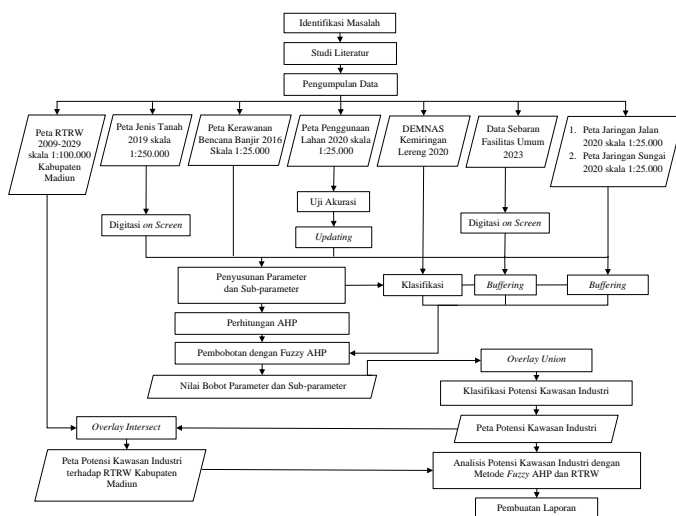 Identifikasi Masalah
Studi Literatur
Pengumpulan Data
Peta RTRW
2009-2029
skala 1:100.000
Kabupaten
Madiun
Peta Jenis Tanah
2019 skala
1:250.000
Peta Kerawanan
Bencana Banjir 2016
Skala 1:25.000
Peta Penggunaan
Lahan 2020 skala
1:25.000
DEMNAS
Kemiringan
Lereng 2020
Data Sebaran
Fasilitas Umum
2023
1. Peta Jaringan Jalan
2020 skala 1:25.000
2. Peta Jaringan Sungai
2020 skala 1:25.000
Digitasi on Screen
Uji Akurasi
Updating
Digitasi on Screen
Penyusunan Parameter
dan Sub-parameter
Klasifikasi
Buffering
Buffering
Perhitungan AHP
Pembobotan dengan Fuzzy AHP
Nilai Bobot Parameter dan Sub-parameter
Overlay Union
Klasifikasi Potensi Kawasan Industri
Overlay Intersect
Peta Potensi Kawasan Industri
Peta Potensi Kawasan Industri
terhadap RTRW Kabupaten
Madiun
Analisis Potensi Kawasan Industri dengan
Metode Fuzzy AHP dan RTRW
Pembuatan Laporan